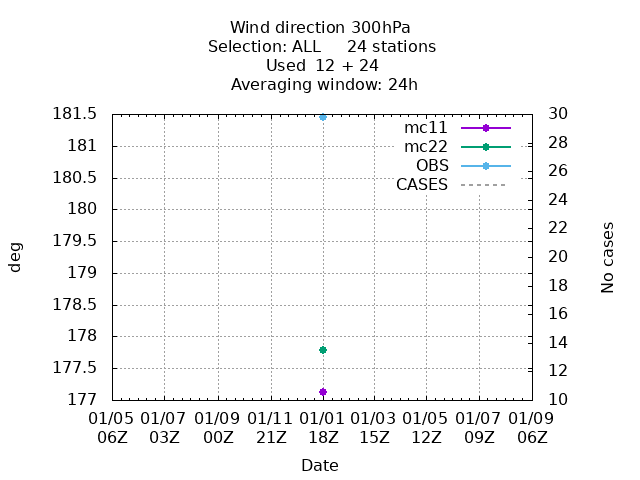 Wind direction 300hPa
Selection: ALL 24 stations
Used 12 + 24
Averaging window: 24h
181.5
181
180.5
180
179.5
179
178.5
178
177.5
177
30
28
26
24
22
20
18
16
14
12
10
mc11
mc22
OBS
CASES
deg
No cases
01/05 01/07 01/09 01/11 01/01 01/03 01/05 01/07 01/09
06Z 03Z 00Z 21Z 18Z 15Z 12Z 09Z 06Z
Date